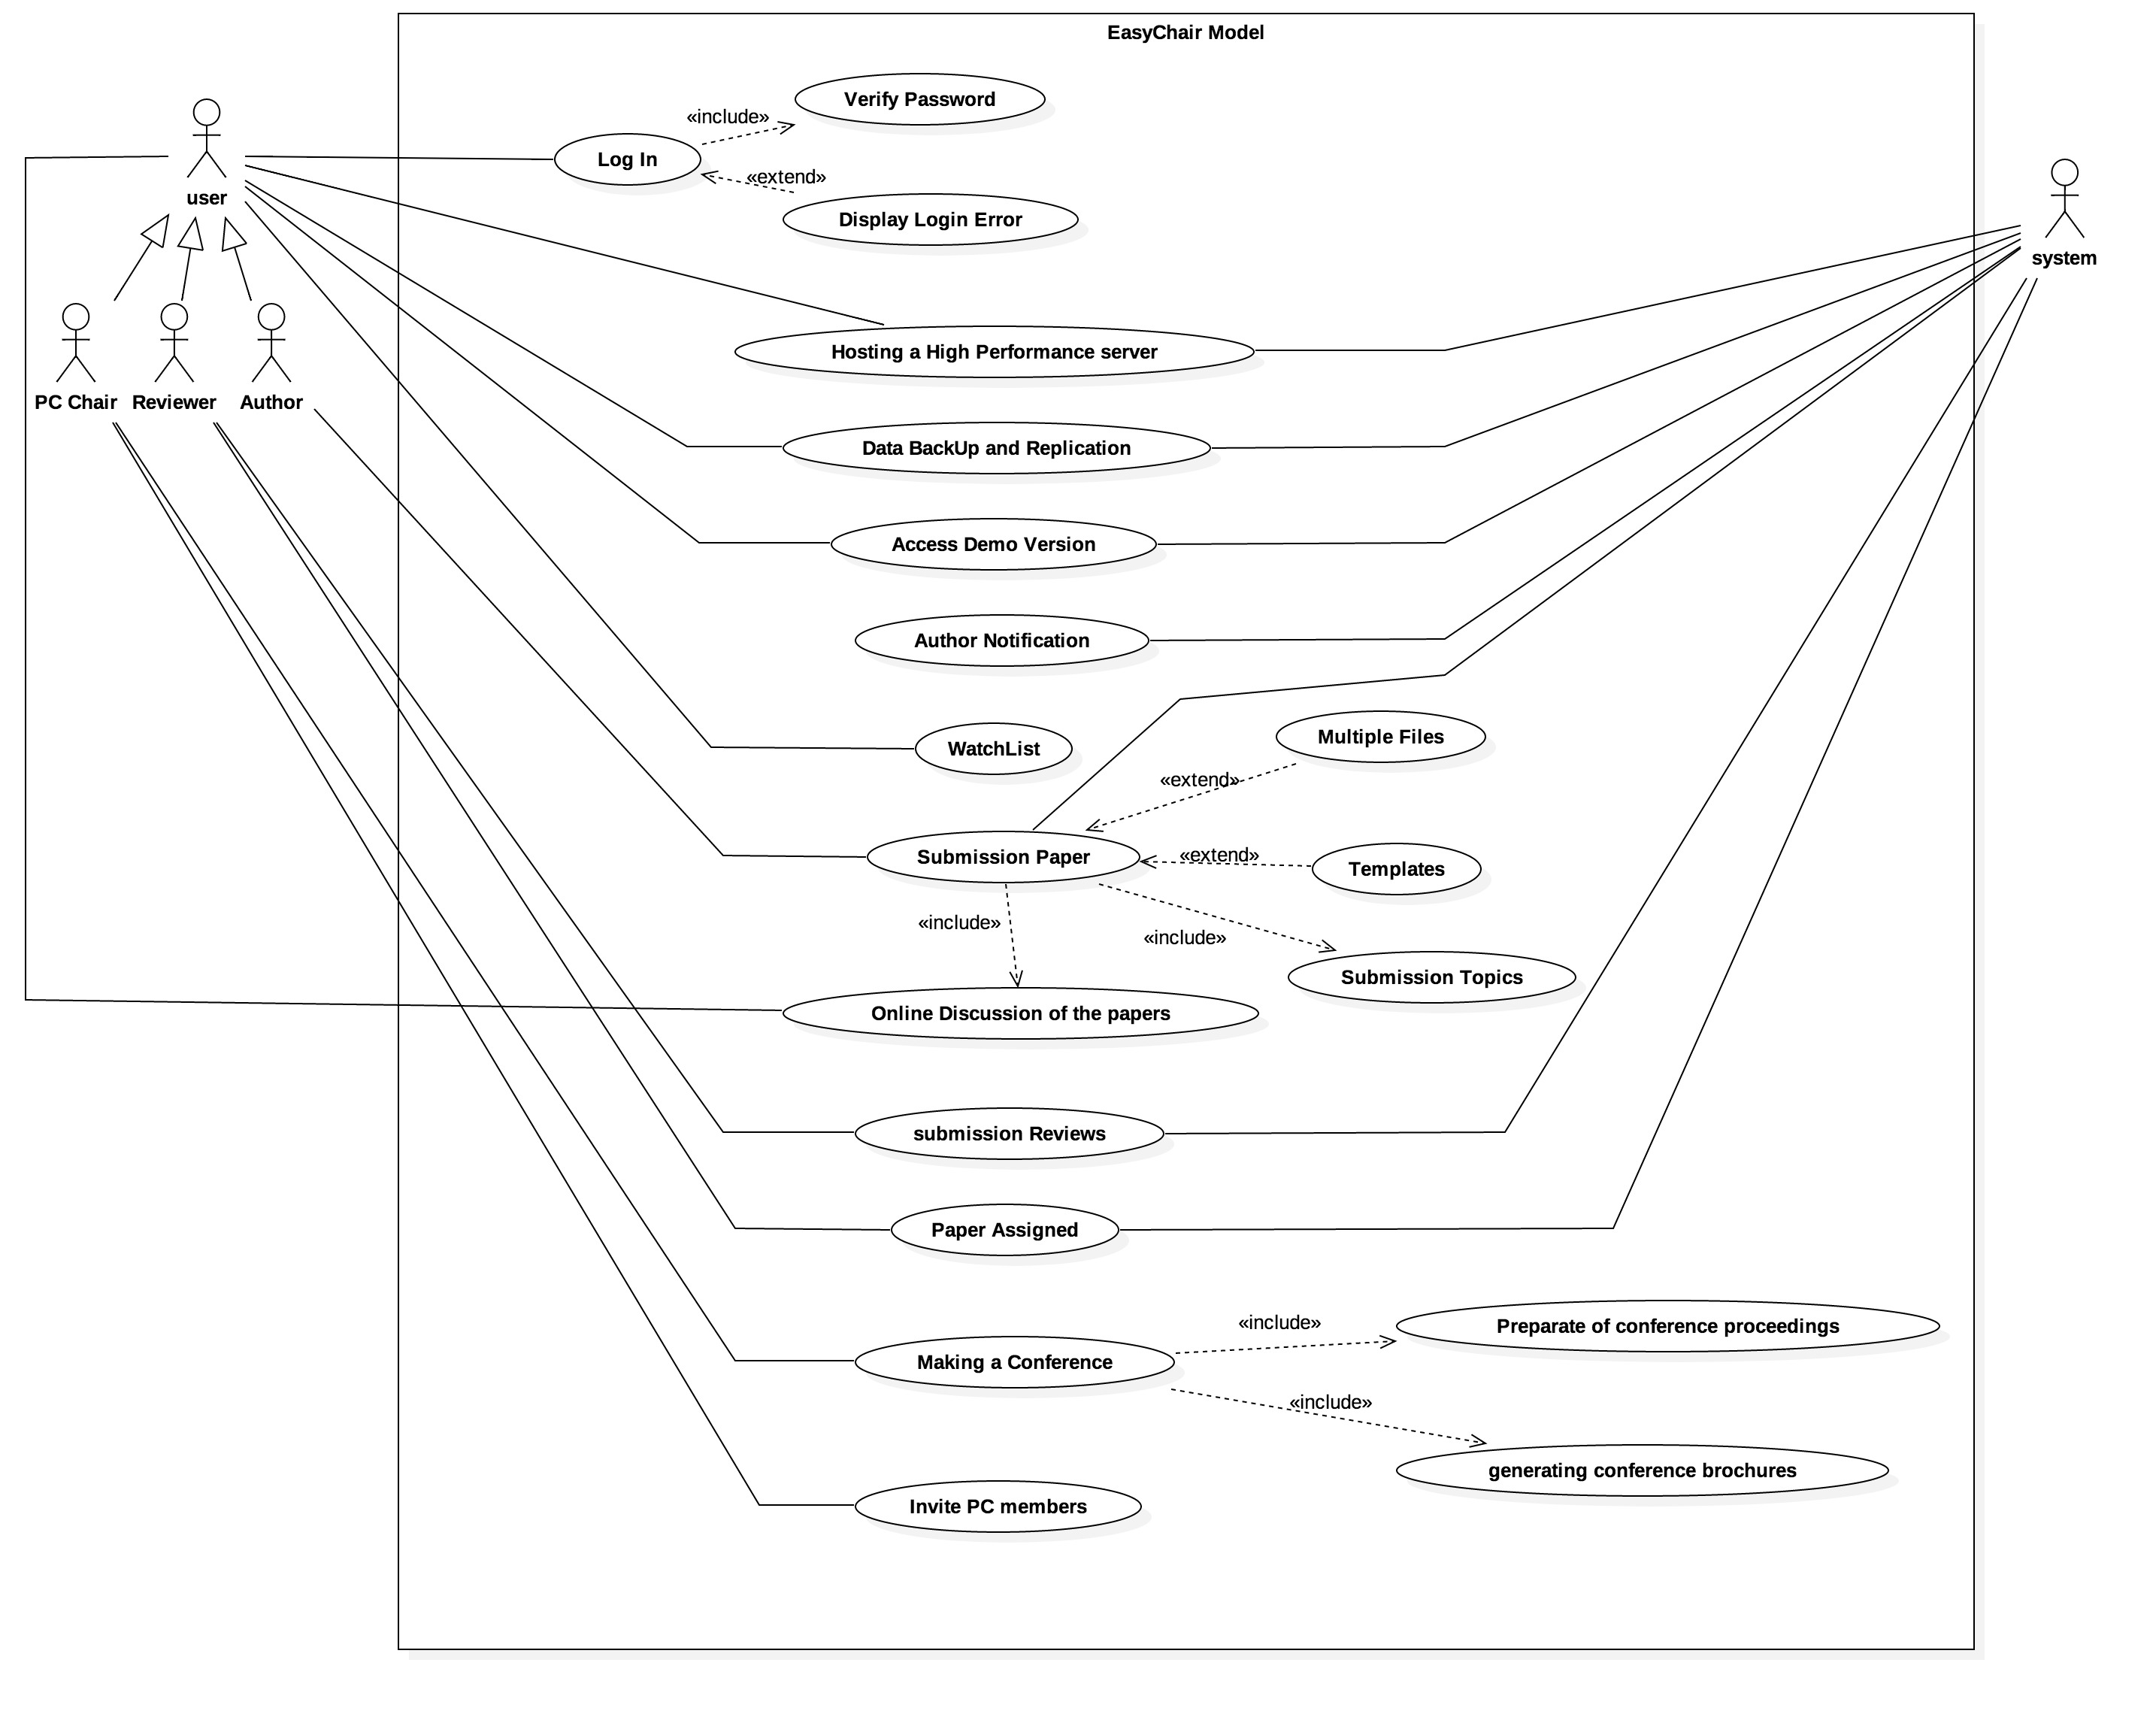 EasyChair Model
Verify Password
«include»
Log In
«extend»
user
Display Login Error
system
Hosting a High Performance server
PC Chair
Reviewer
Author
Data BackUp and Replication
Access Demo Version
Author Notification
Multiple Files
WatchList
«extend»
Submission Paper
«extend»
Templates
«include»
«include»
Submission Topics
Online Discussion of the papers
submission Reviews
Paper Assigned
«include»
Preparate of conference proceedings
Making a Conference
«include»
generating conference brochures
Invite PC members